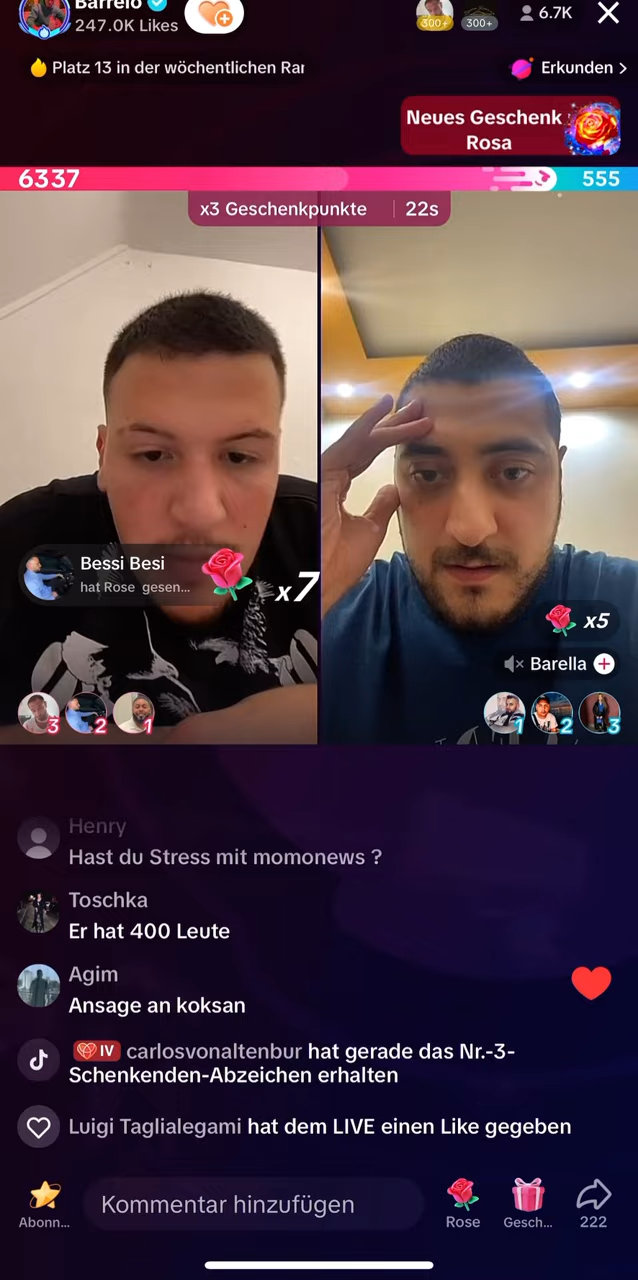 Barrelo
247.0K Likes
300+
300+
6.7K
Platz 13 in der wöchentlichen Rar
Erkunden >
Neues Geschenk
Rosa
6337
555
x3 Geschenkpunkte | 22s
Bessi Besi
hat Rose gesen...
x7
x5
Barella
3
2
1
1
2
3
Henry
Hast du Stress mit momonews ?
Toschka
Er hat 400 Leute
Agim
Ansage an koksan
IV carlosvonaltenbur hat gerade das Nr.-3-
Schenkenden-Abzeichen erhalten
Luigi Taglialegami hat dem LIVE einen Like gegeben
Kommentar hinzufügen
Abonn...
Rose
Gesch...
222